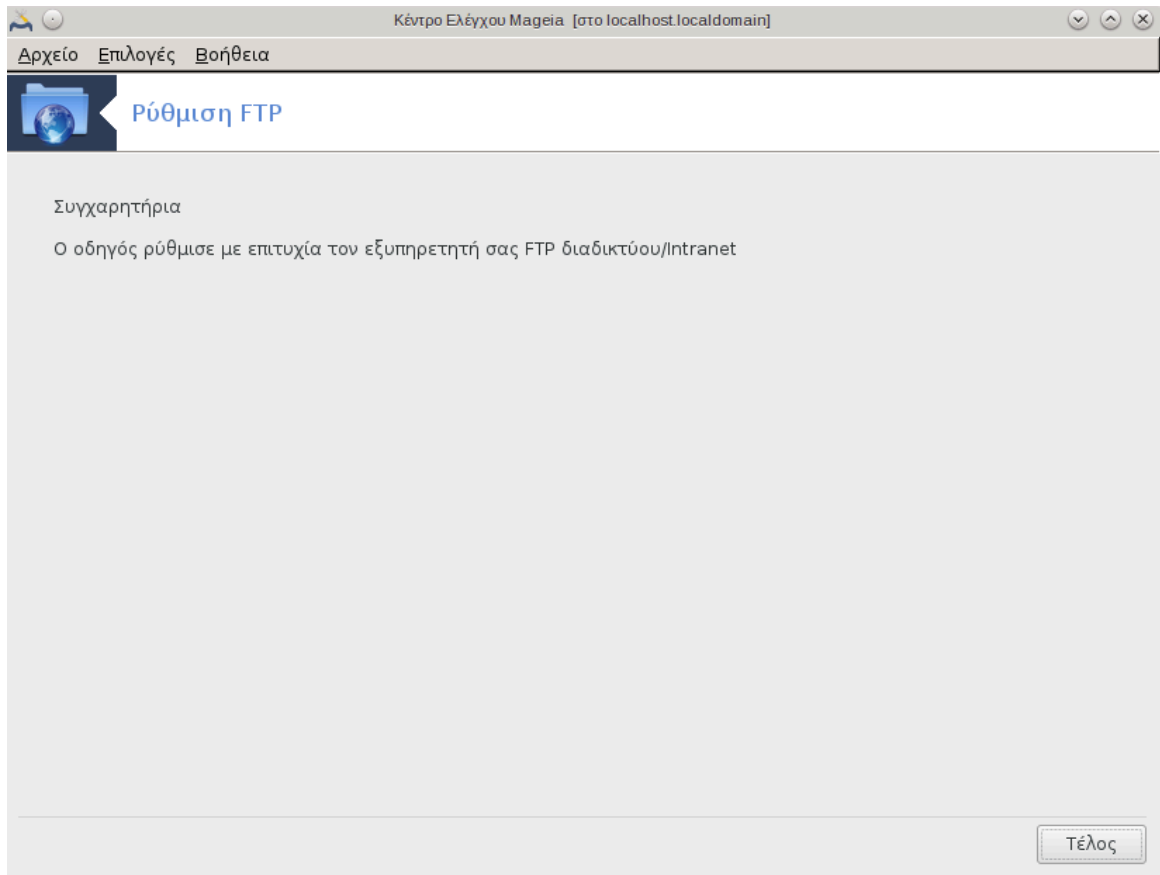 Κέντρο Ελέγχου Mageia [στο localhost.localdomain]
Αρχείο Επιλογές Βοήθεια
Ρύθμιση FTP
Συγχαρητήρια
Ο οδηγός ρύθμισε με επιτυχία τον εξυπηρετητή σας FTP διαδικτύου/Intranet
Τέλος